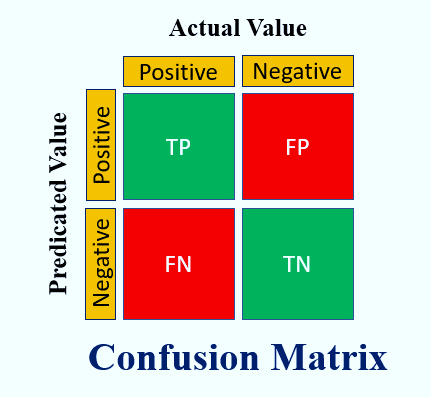 Actual Value
Positive Negative
Predicated Value
Positive
TP FP
Negative
FN TN
Confusion Matrix